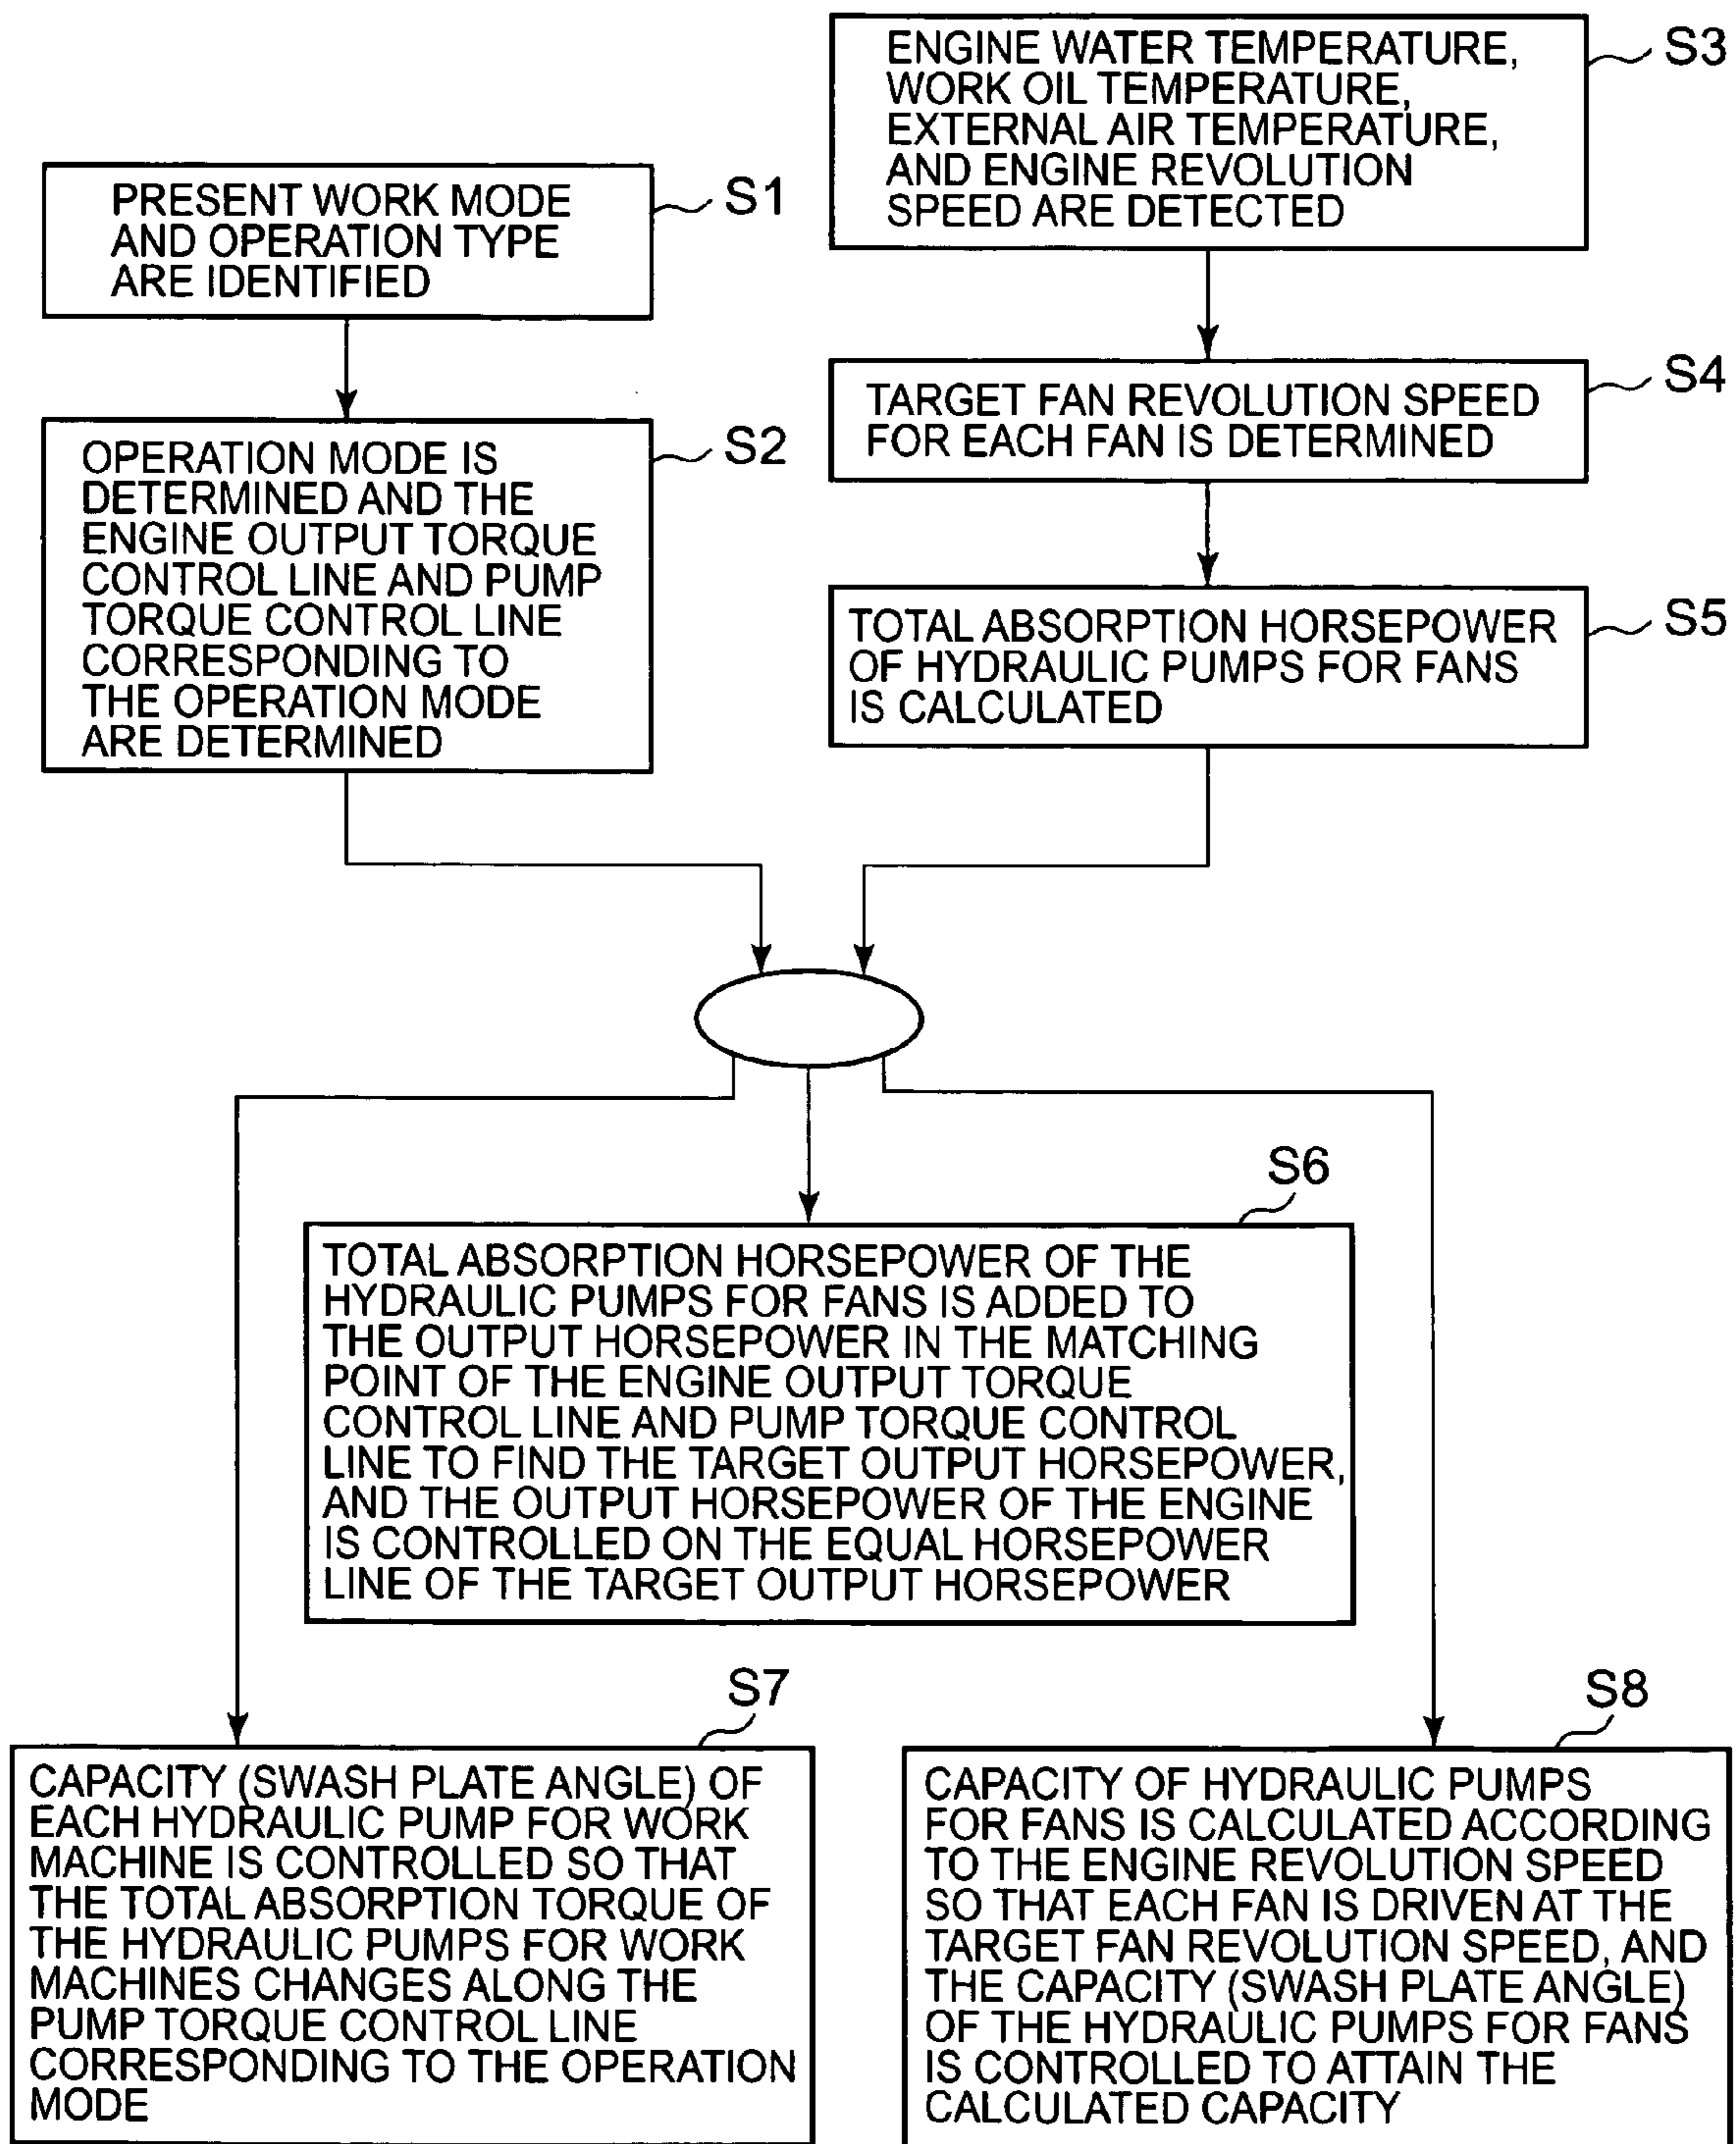 PRESENT WORK MODE
AND OPERATION TYPE
ARE IDENTIFIED
S1
OPERATION MODE IS
DETERMINED AND THE
ENGINE OUTPUT TORQUE
CONTROL LINE AND PUMP
TORQUE CONTROL LINE
CORRESPONDING TO
THE OPERATION MODE
ARE DETERMINED
S2
ENGINE WATER TEMPERATURE,
WORK OIL TEMPERATURE,
EXTERNAL AIR TEMPERATURE,
AND ENGINE REVOLUTION
SPEED ARE DETECTED
S3
TARGET FAN REVOLUTION SPEED
FOR EACH FAN IS DETERMINED
S4
TOTAL ABSORPTION HORSEPOWER
OF HYDRAULIC PUMPS FOR FANS
IS CALCULATED
S5
S6
TOTAL ABSORPTION HORSEPOWER OF THE
HYDRAULIC PUMPS FOR FANS IS ADDED TO
THE OUTPUT HORSEPOWER IN THE MATCHING
POINT OF THE ENGINE OUTPUT TORQUE
CONTROL LINE AND PUMP TORQUE CONTROL
LINE TO FIND THE TARGET OUTPUT HORSEPOWER,
AND THE OUTPUT HORSEPOWER OF THE ENGINE
IS CONTROLLED ON THE EQUAL HORSEPOWER
LINE OF THE TARGET OUTPUT HORSEPOWER
S7
CAPACITY (SWASH PLATE ANGLE) OF
EACH HYDRAULIC PUMP FOR WORK
MACHINE IS CONTROLLED SO THAT
THE TOTAL ABSORPTION TORQUE OF
THE HYDRAULIC PUMPS FOR WORK
MACHINES CHANGES ALONG THE
PUMP TORQUE CONTROL LINE
CORRESPONDING TO THE OPERATION
MODE
S8
CAPACITY OF HYDRAULIC PUMPS
FOR FANS IS CALCULATED ACCORDING
TO THE ENGINE REVOLUTION SPEED
SO THAT EACH FAN IS DRIVEN AT THE
TARGET FAN REVOLUTION SPEED, AND
THE CAPACITY (SWASH PLATE ANGLE)
OF THE HYDRAULIC PUMPS FOR FANS
IS CONTROLLED TO ATTAIN THE
CALCULATED CAPACITY